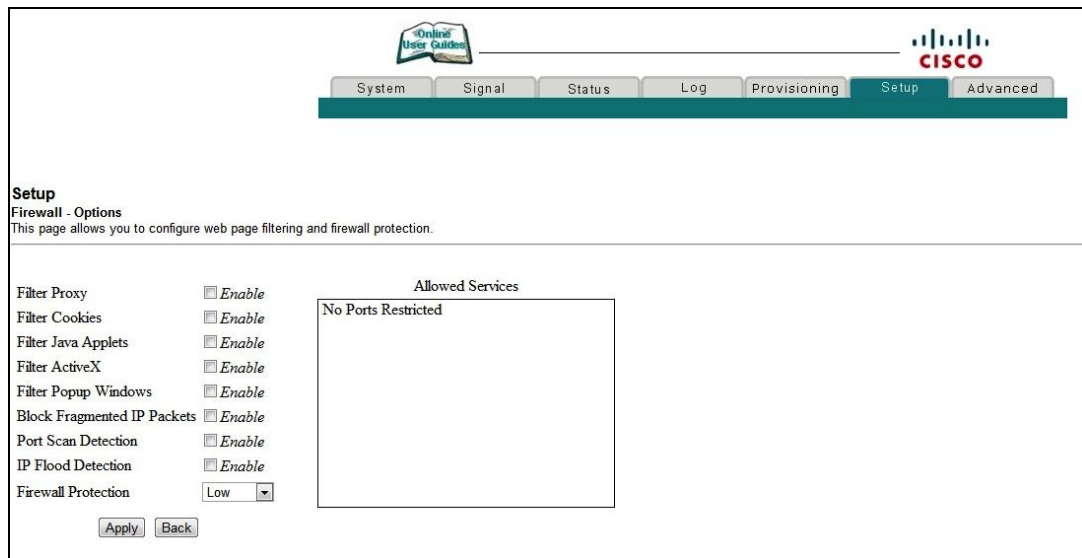 Online
User Guides
CISCO
System Signal Status Log Provisioning Setup Advanced
Setup
Firewall - Options
This page allows you to configure web page filtering and firewall protection.
Allowed Services
Filter Proxy Enable
No Ports Restricted
Filter Cookies Enable
Filter Java Applets Enable
Filter ActiveX Enable
Filter Popup Windows Enable
Block Fragmented IP Packets Enable
Port Scan Detection Enable
IP Flood Detection Enable
Firewall Protection Low
Apply Back